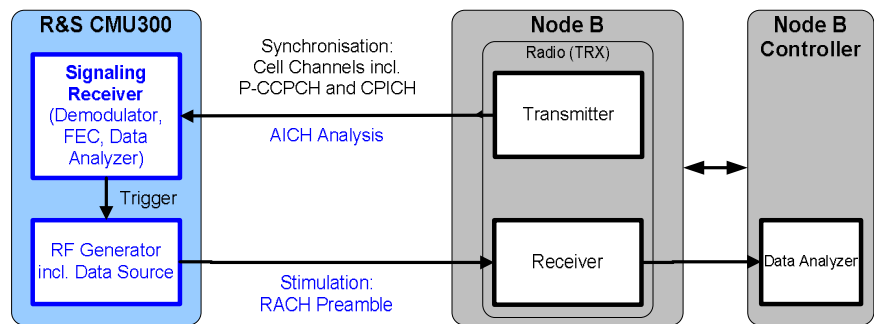 R&S CMU300
Signaling
Receiver
(Demodulator,
FEC, Data
Analyzer)
Trigger
RF Generator
incl. Data Source
Synchronisation:
Cell Channels incl.
P-CCPCH and CPICH
AICH Analysis
Stimulation:
RACH Preamble
Node B
Radio (TRX)
Transmitter
Receiver
Node B
Controller
Data Analyzer